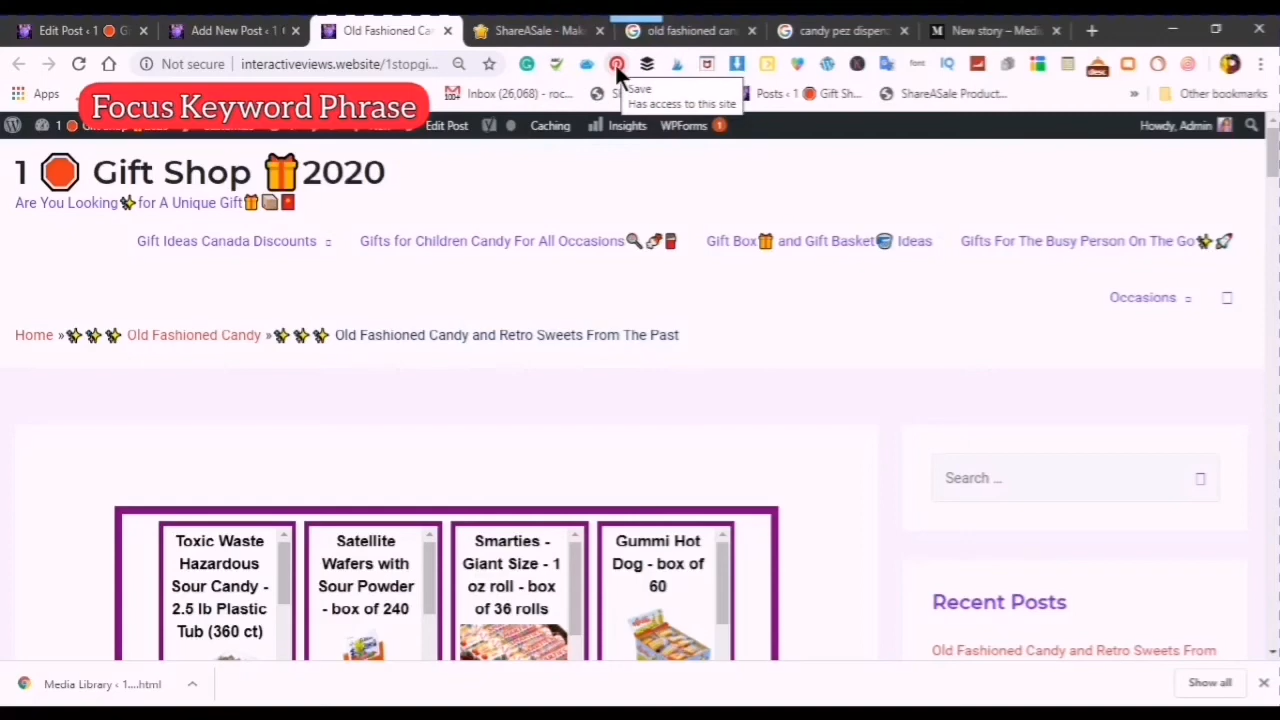 Edit Post ‹ 1 🛑 G
Add New Post ‹ 1
Old Fashioned Ca
ShareASale - Mak
old fashioned can
candy pez dispen
New story – Medi
Not secure
interactiveviews.website/1stopgi...
font
IQ
desc
Save
Has access to this site
Apps
Inbox (26,068) - roc...
Posts ‹ 1 🛑 Gift Sh...
ShareASale Product...
»
Other bookmarks
Focus Keyword Phrase
Edit Post
Caching
Insights
WPForms 1
Howdy, Admin
1 🛑 Gift Shop 🎁2020
Are You Looking✨for A Unique Gift🎁
Gift Ideas Canada Discounts
Gifts for Children Candy For All Occasions
Gift Box🎁 and Gift Basket Ideas
Gifts For The Busy Person On The Go✨🚀
Occasions
Home »✨✨✨ Old Fashioned Candy »✨✨✨ Old Fashioned Candy and Retro Sweets From The Past
Toxic Waste
Hazardous
Sour Candy -
2.5 lb Plastic
Tub (360 ct)
Satellite
Wafers with
Sour Powder
- box of 240
Smarties -
Giant Size - 1
oz roll - box
of 36 rolls
Gummi Hot
Dog - box of
60
Search ...
Recent Posts
Old Fashioned Candy and Retro Sweets From
Media Library ‹ 1....html
Show all